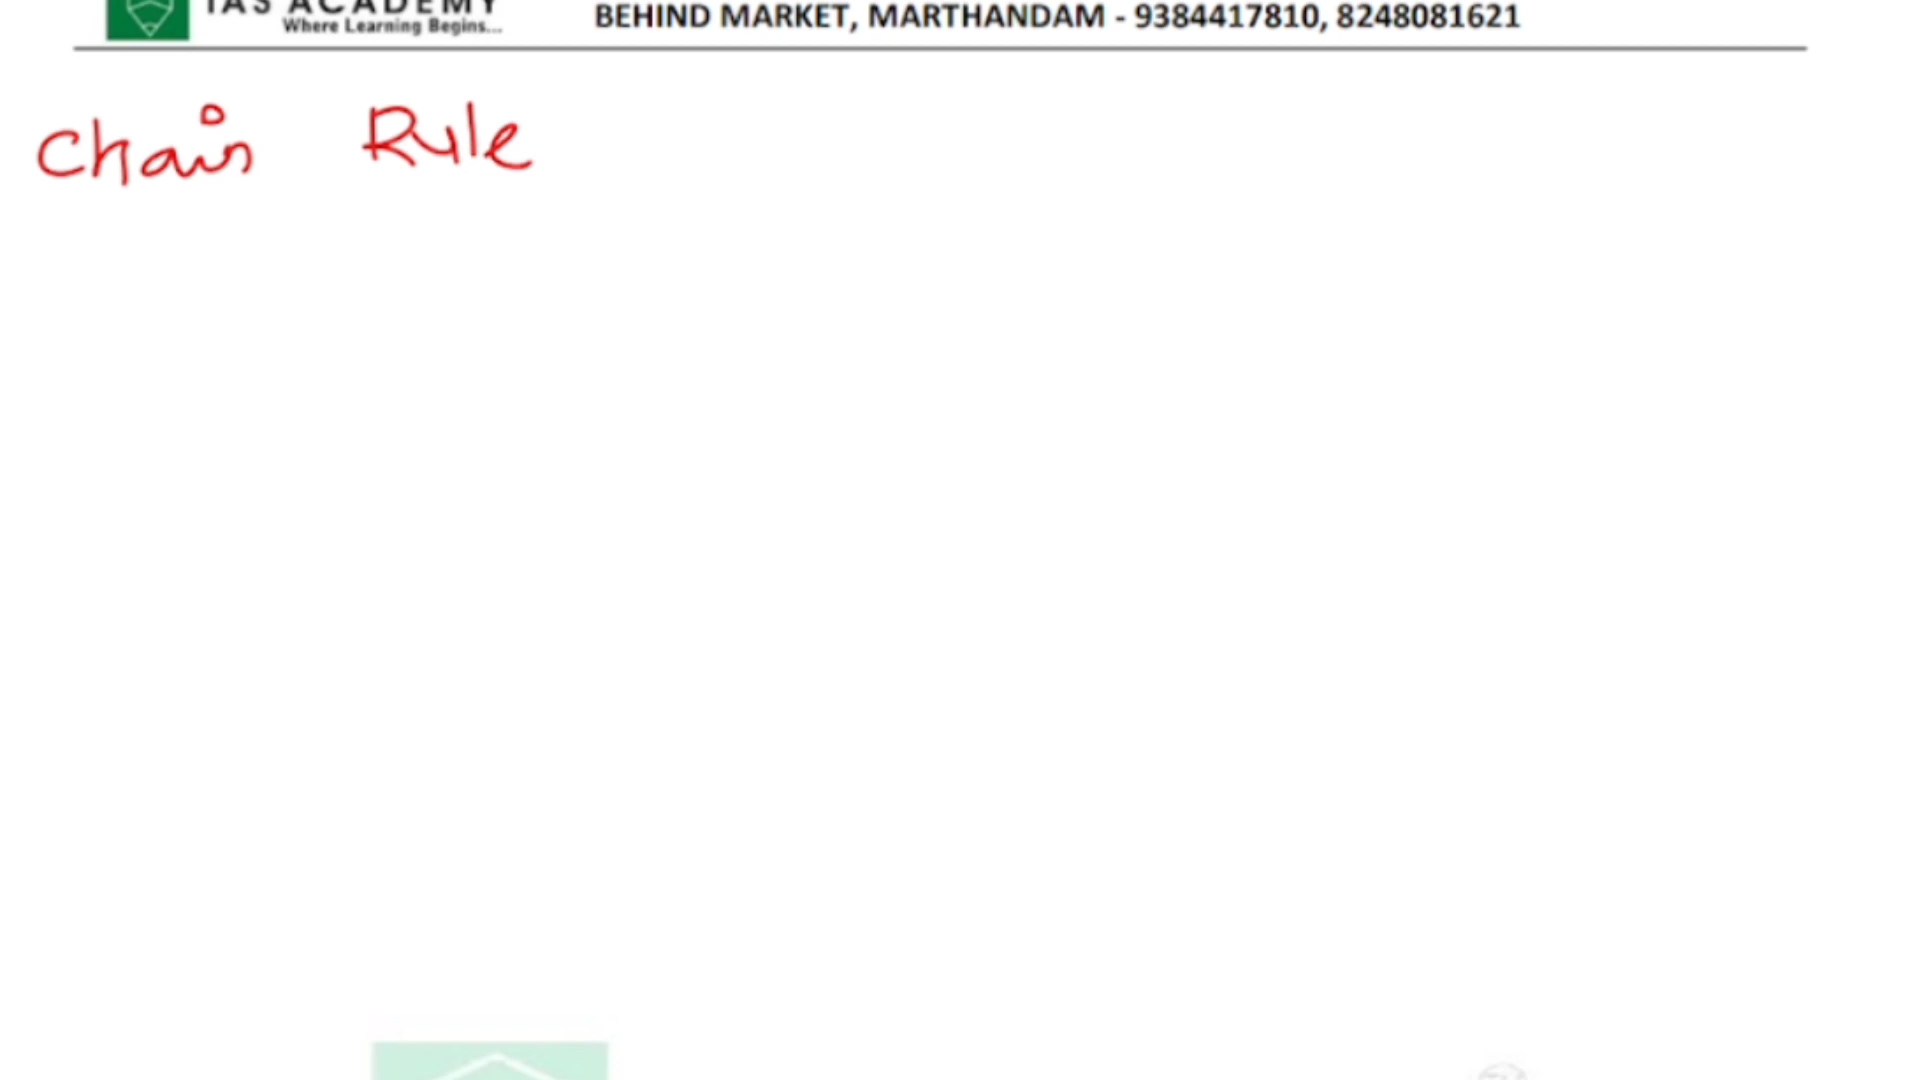 IAS ACADEMY
Where Learning Begins...
BEHIND MARKET, MARTHANDAM - 9384417810, 8248081621
Chain Rule